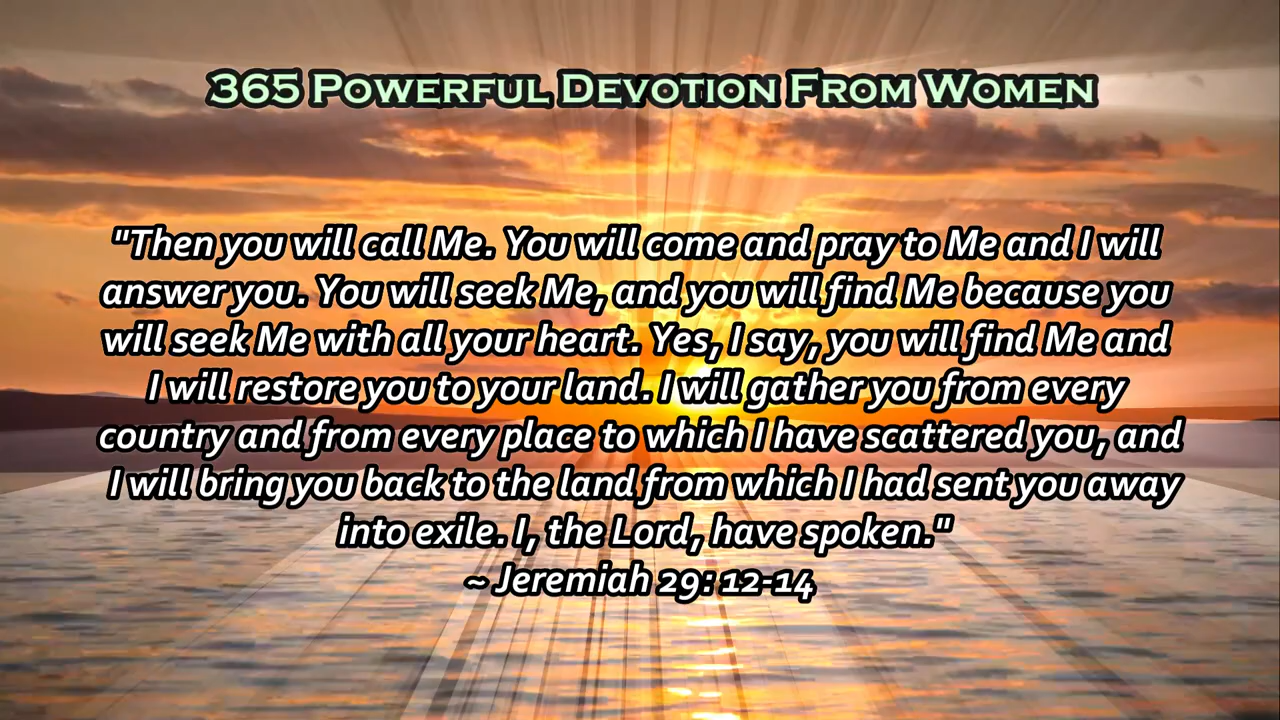 365 Powerful Devotion From Women
"Then you will call Me. You will come and pray to Me and I will
answer you. You will seek Me, and you will find Me because you
will seek Me with all your heart. Yes, I say, you will find Me and
I will restore you to your land. I will gather you from every
country and from every place to which I have scattered you, and
I will bring you back to the land from which I had sent you away
into exile. I, the Lord, have spoken."
~ Jeremiah 29: 12-14